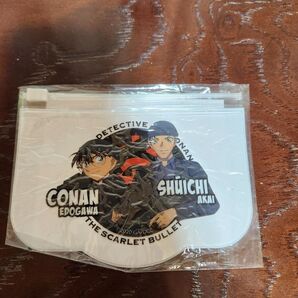 DETECTIVE CONAN
CONAN
EDOGAWA
SHUICHI
AKAI
THE SCARLET BULLET